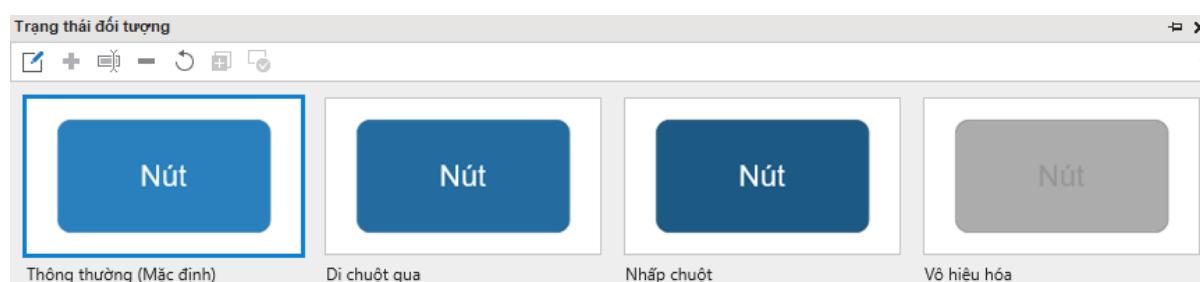 Trạng thái đối tượng
Nút Nút Nút Nút
Thông thường (Mặc định) Di chuột qua Nhấp chuột Vô hiệu hóa